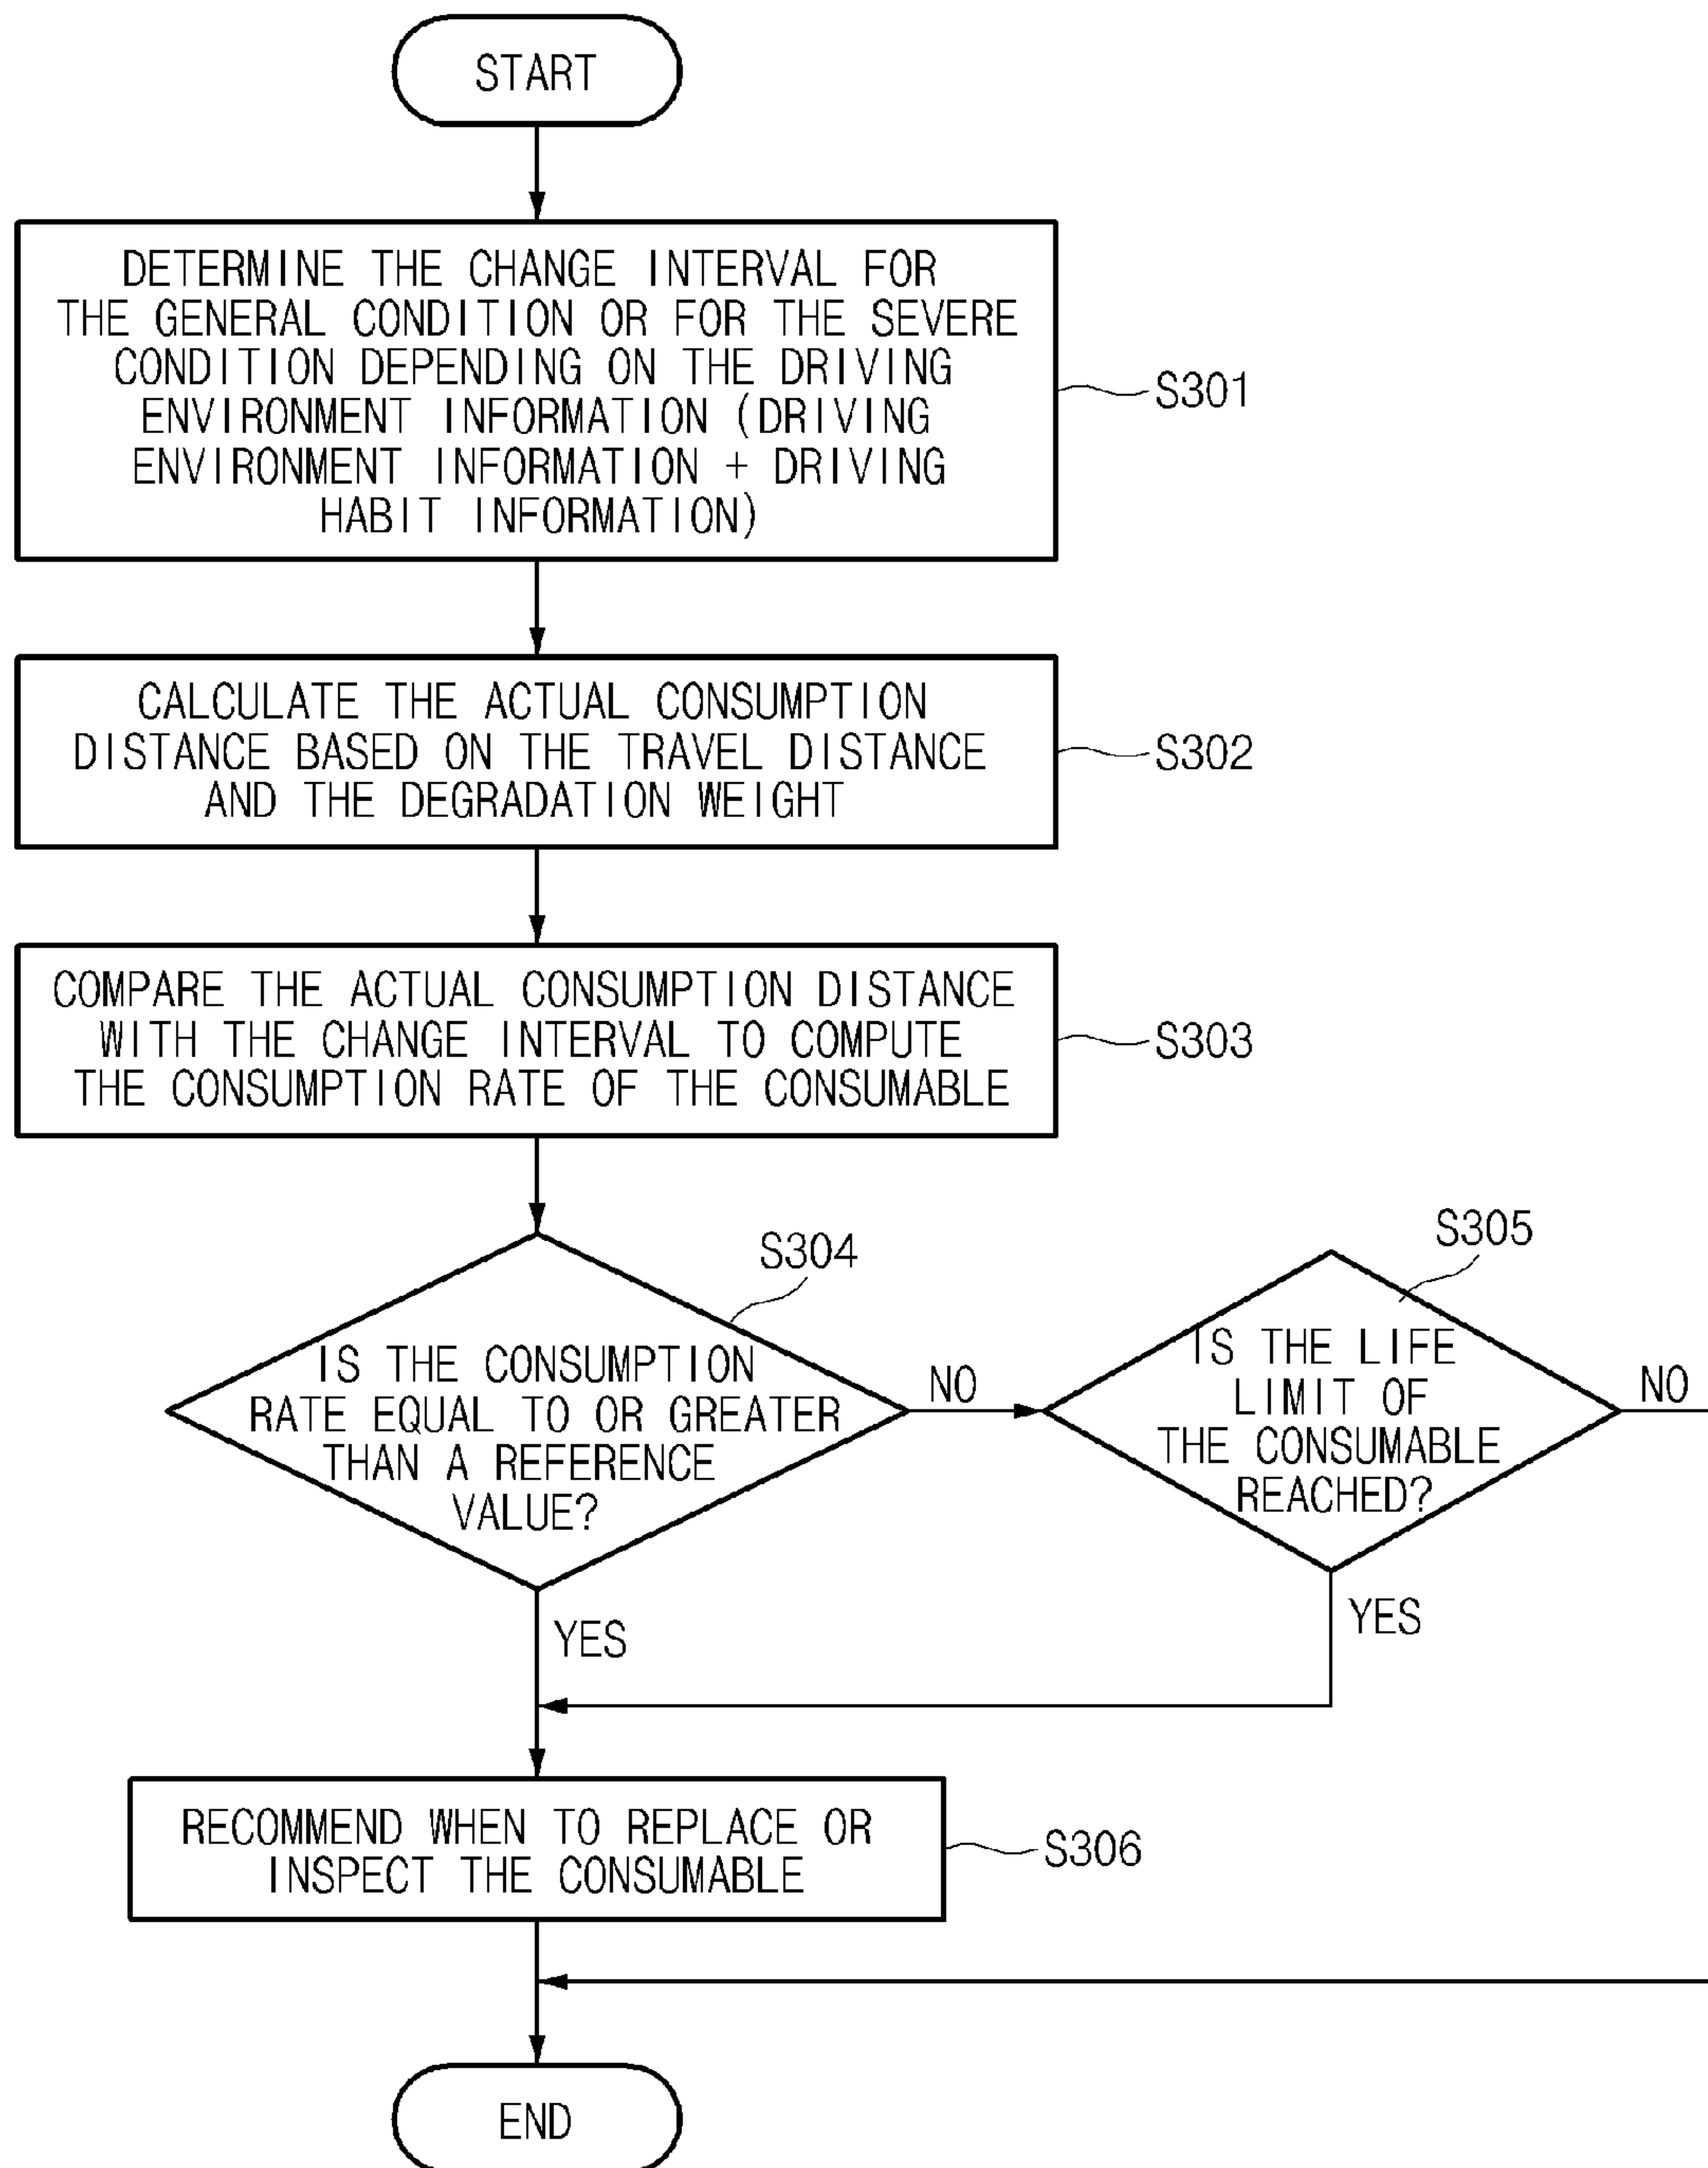 START
DETERMINE THE CHANGE INTERVAL FOR
THE GENERAL CONDITION OR FOR THE SEVERE
CONDITION DEPENDING ON THE DRIVING
ENVIRONMENT INFORMATION (DRIVING
ENVIRONMENT INFORMATION + DRIVING
HABIT INFORMATION)
S301
CALCULATE THE ACTUAL CONSUMPTION
DISTANCE BASED ON THE TRAVEL DISTANCE
AND THE DEGRADATION WEIGHT
S302
COMPARE THE ACTUAL CONSUMPTION DISTANCE
WITH THE CHANGE INTERVAL TO COMPUTE
THE CONSUMPTION RATE OF THE CONSUMABLE
S303
S304
IS THE CONSUMPTION
RATE EQUAL TO OR GREATER
THAN A REFERENCE
VALUE?
NO
S305
IS THE LIFE
LIMIT OF
THE CONSUMABLE
REACHED?
NO
YES
YES
RECOMMEND WHEN TO REPLACE OR
INSPECT THE CONSUMABLE
S306
END